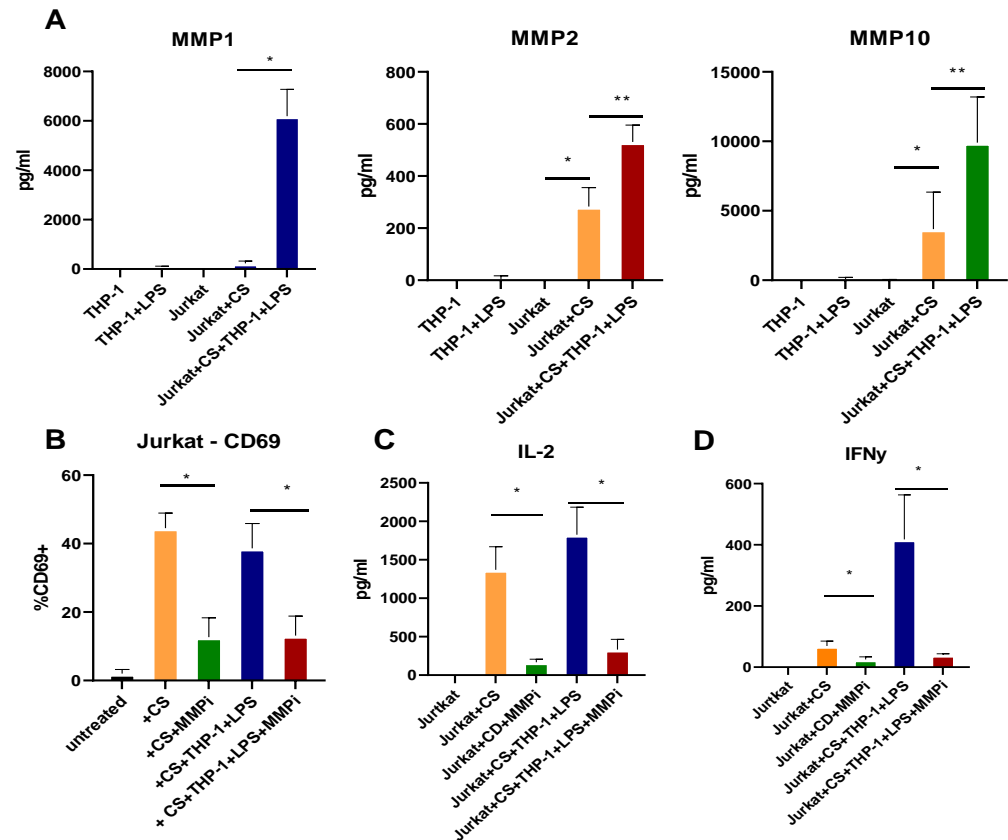 A
MMP1
*
pg/ml
8000
6000
4000
2000
0
THP-1
THP-1+LPS
Jurkat
Jurkat+CS
Jurkat+CS+THP-1+LPS
MMP2
**
*
pg/ml
800
600
400
200
0
THP-1
THP-1+LPS
Jurkat
Jurkat+CS
Jurkat+CS+THP-1+LPS
MMP10
**
*
pg/ml
15000
10000
5000
0
THP-1
THP-1+LPS
Jurkat
Jurkat+CS
Jurkat+CS+THP-1+LPS
B
Jurkat - CD69
*
*
%CD69+
60
40
20
0
untreated
+CS
+CS+MMPi
+CS+THP-1+LPS
+ CS+THP-1+LPS+MMPi
C
IL-2
*
*
pg/ml
2500
2000
1500
1000
500
0
Jurtkat
Jurkat+CS
Jurkat+CD+MMPi
Jurkat+CS+THP-1+LPS
Jurkat+CS+THP-1+LPS+MMPi
D
IFNy
*
*
pg/ml
600
400
200
0
Jurtkat
Jurkat+CS
Jurkat+CD+MMPi
Jurkat+CS+THP-1+LPS
Jurkat+CS+THP-1+LPS+MMPi